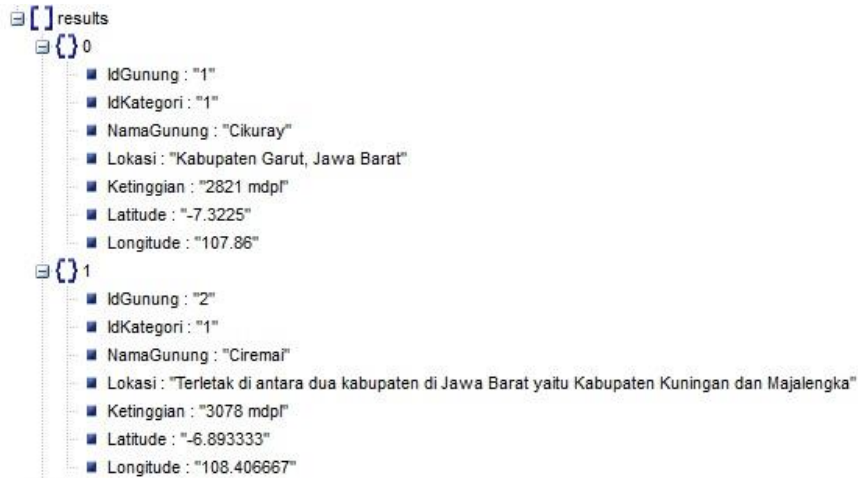 [ ] results
{ } 0
IdGunung : "1"
IdKategori : "1"
NamaGunung : "Cikuray"
Lokasi : "Kabupaten Garut, Jawa Barat"
Ketinggian : "2821 mdpl"
Latitude : "-7.3225"
Longitude : "107.86"
{ } 1
IdGunung : "2"
IdKategori : "1"
NamaGunung : "Ciremai"
Lokasi : "Terletak di antara dua kabupaten di Jawa Barat yaitu Kabupaten Kuningan dan Majalengka"
Ketinggian : "3078 mdpl"
Latitude : "-6.893333"
Longitude : "108.406667"